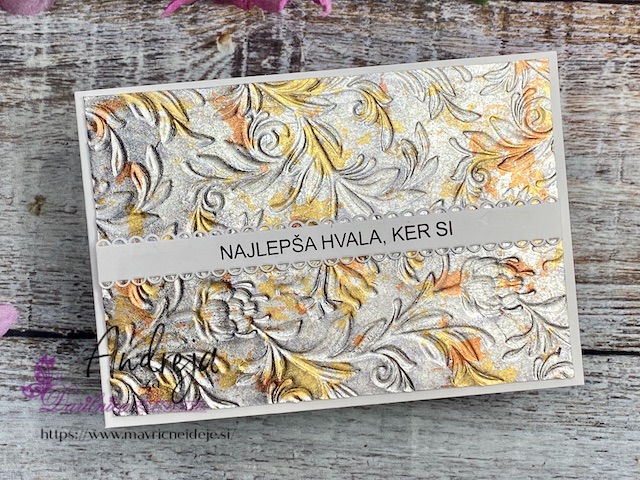 NAJLEPŠA HVALA, KER SI
Andreja
https://www.mavricneideje.si/